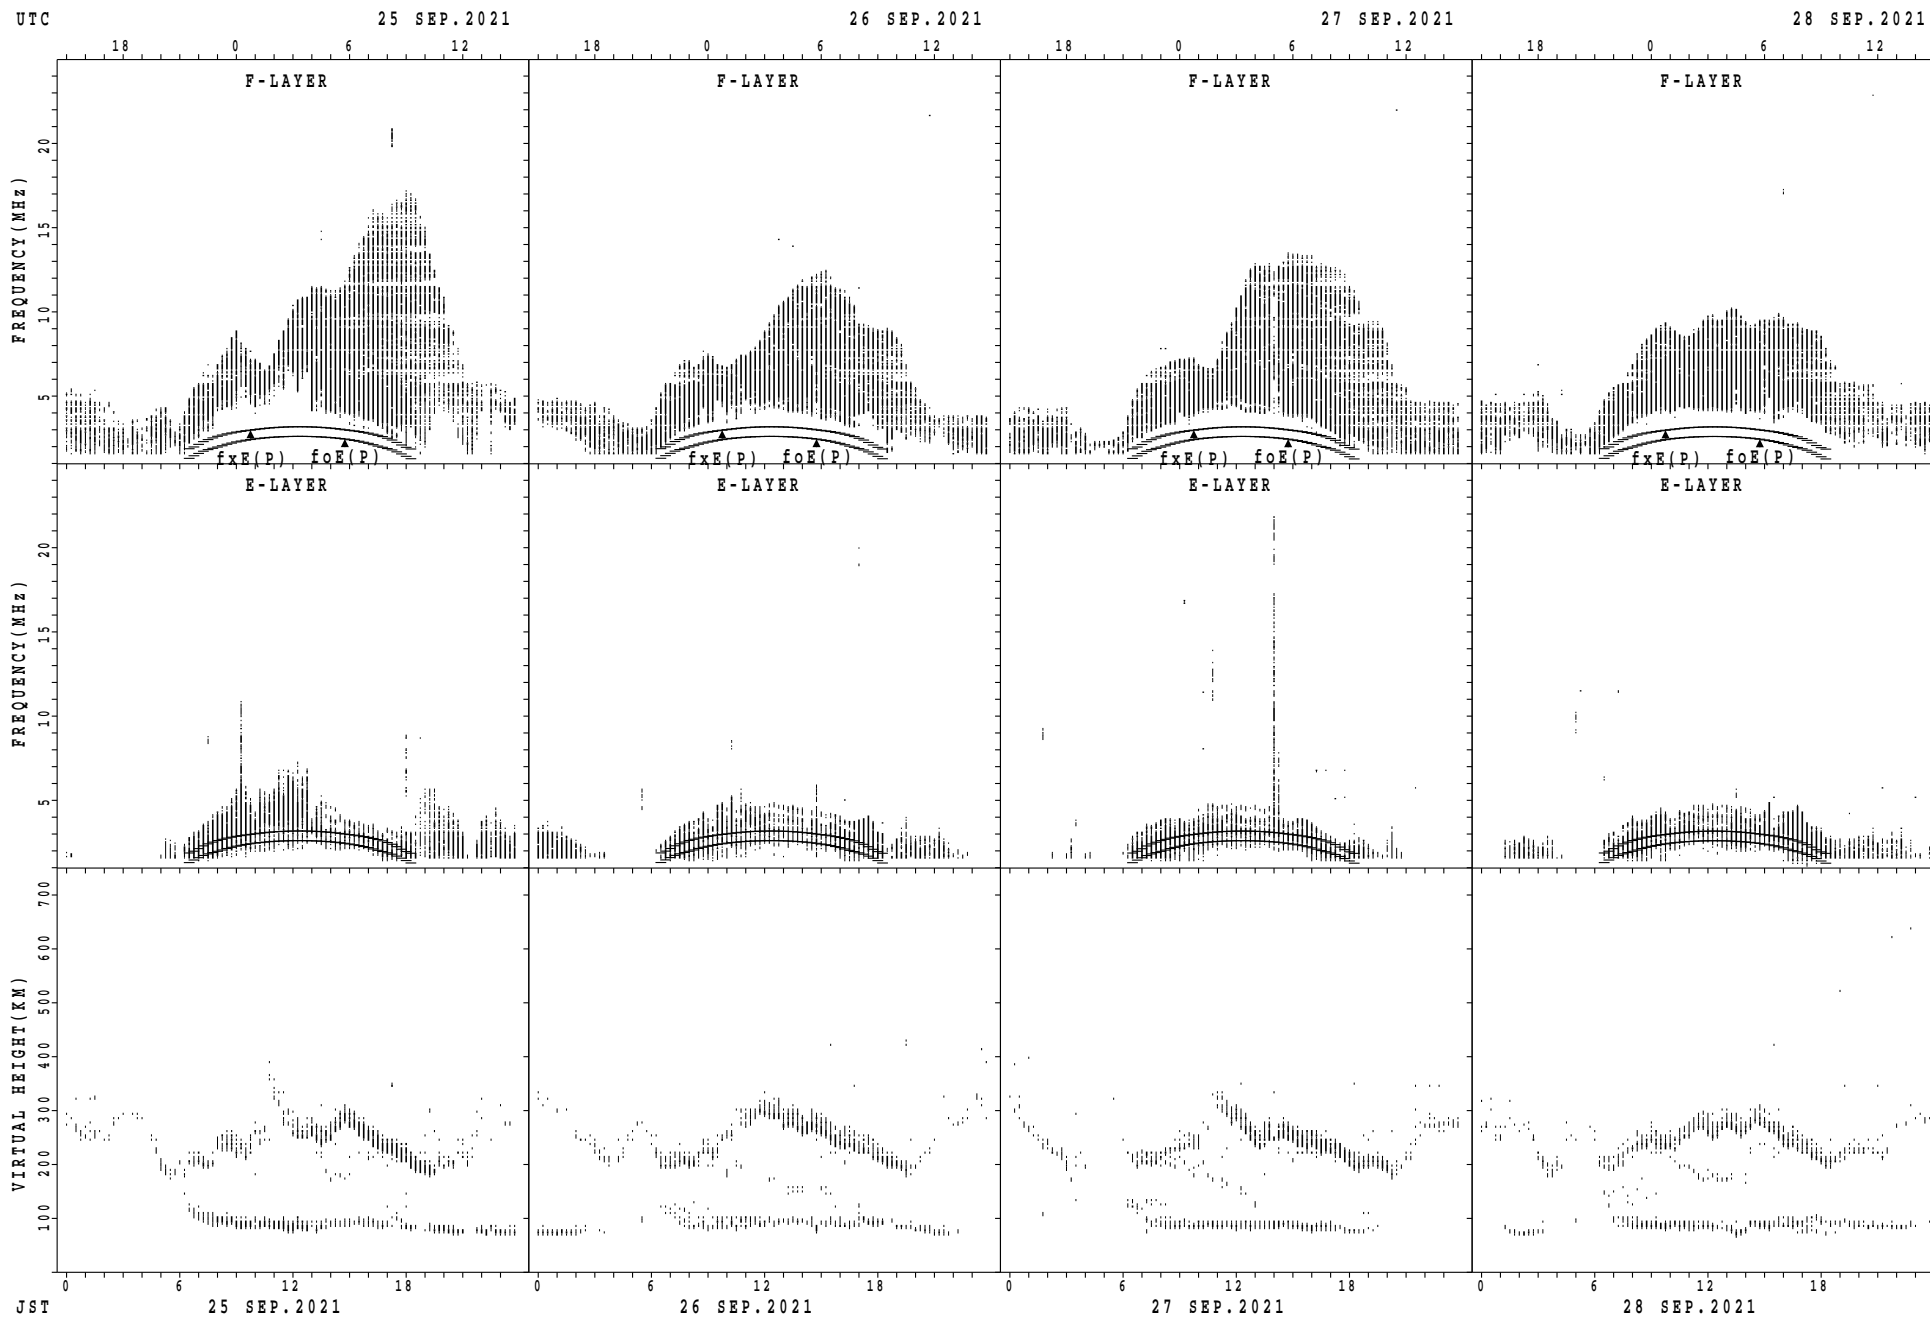 UTC 25 SEP.2021 26 SEP.2021 27 SEP.2021 28 SEP.2021
18 0 6 12 18 0 6 12 18 0 6 12 18 0 6 12
F-LAYER F-LAYER F-LAYER F-LAYER
FREQUENCY(MHz)
20
15
10
5
fxE(P) foE(P) fxE(P) foE(P) fxE(P) foE(P) fxE(P) foE(P)
E-LAYER E-LAYER E-LAYER E-LAYER
FREQUENCY(MHz)
20
15
10
5
VIRTUAL HEIGHT(KM)
700
600
500
400
300
200
100
0 6 12 18 0 6 12 18 0 6 12 18 0 6 12 18
JST 25 SEP.2021 26 SEP.2021 27 SEP.2021 28 SEP.2021